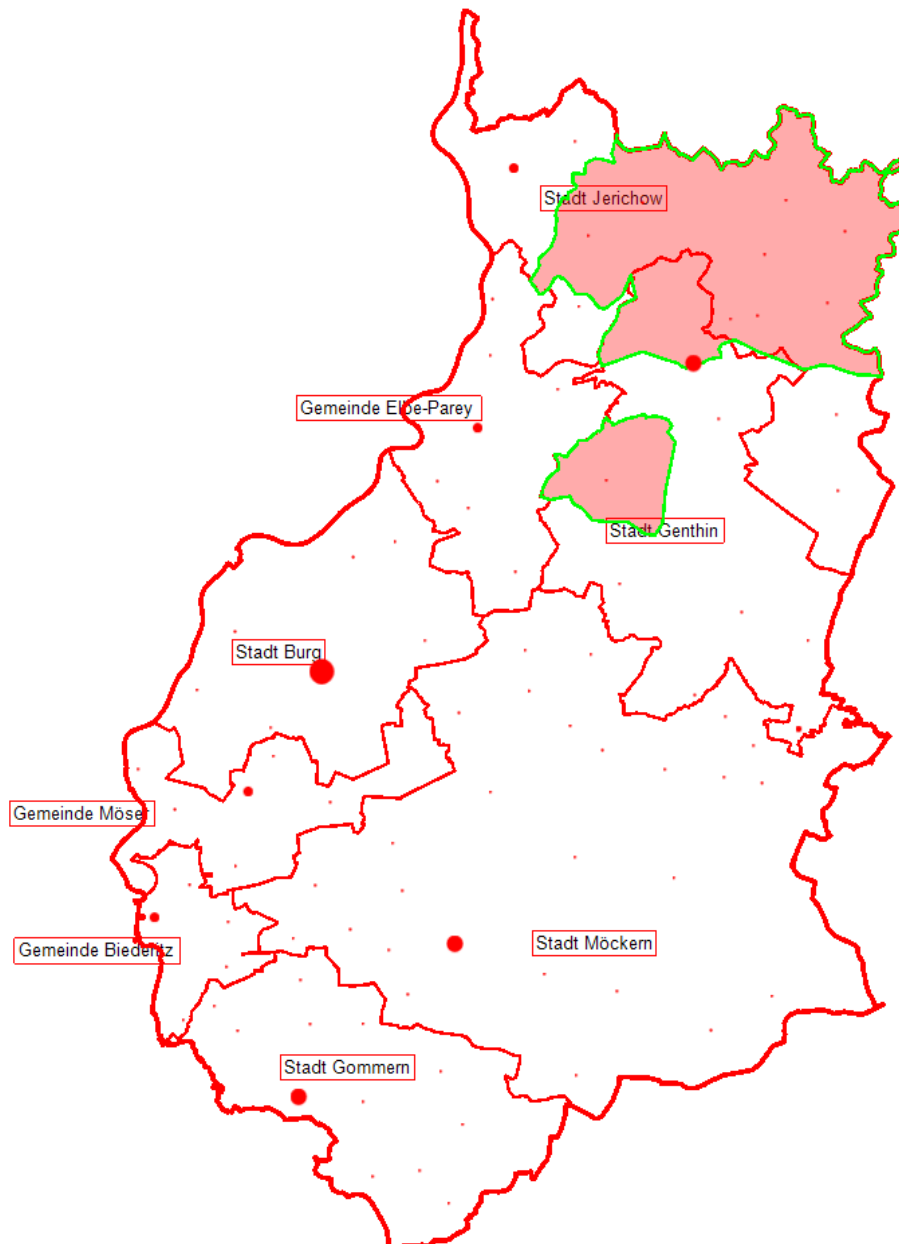 Stadt Jerichow
Gemeinde Elbe-Parey
Stadt Genthin
Stadt Burg
Gemeinde Möser
Gemeinde Biederitz
Stadt Möckern
Stadt Gommern